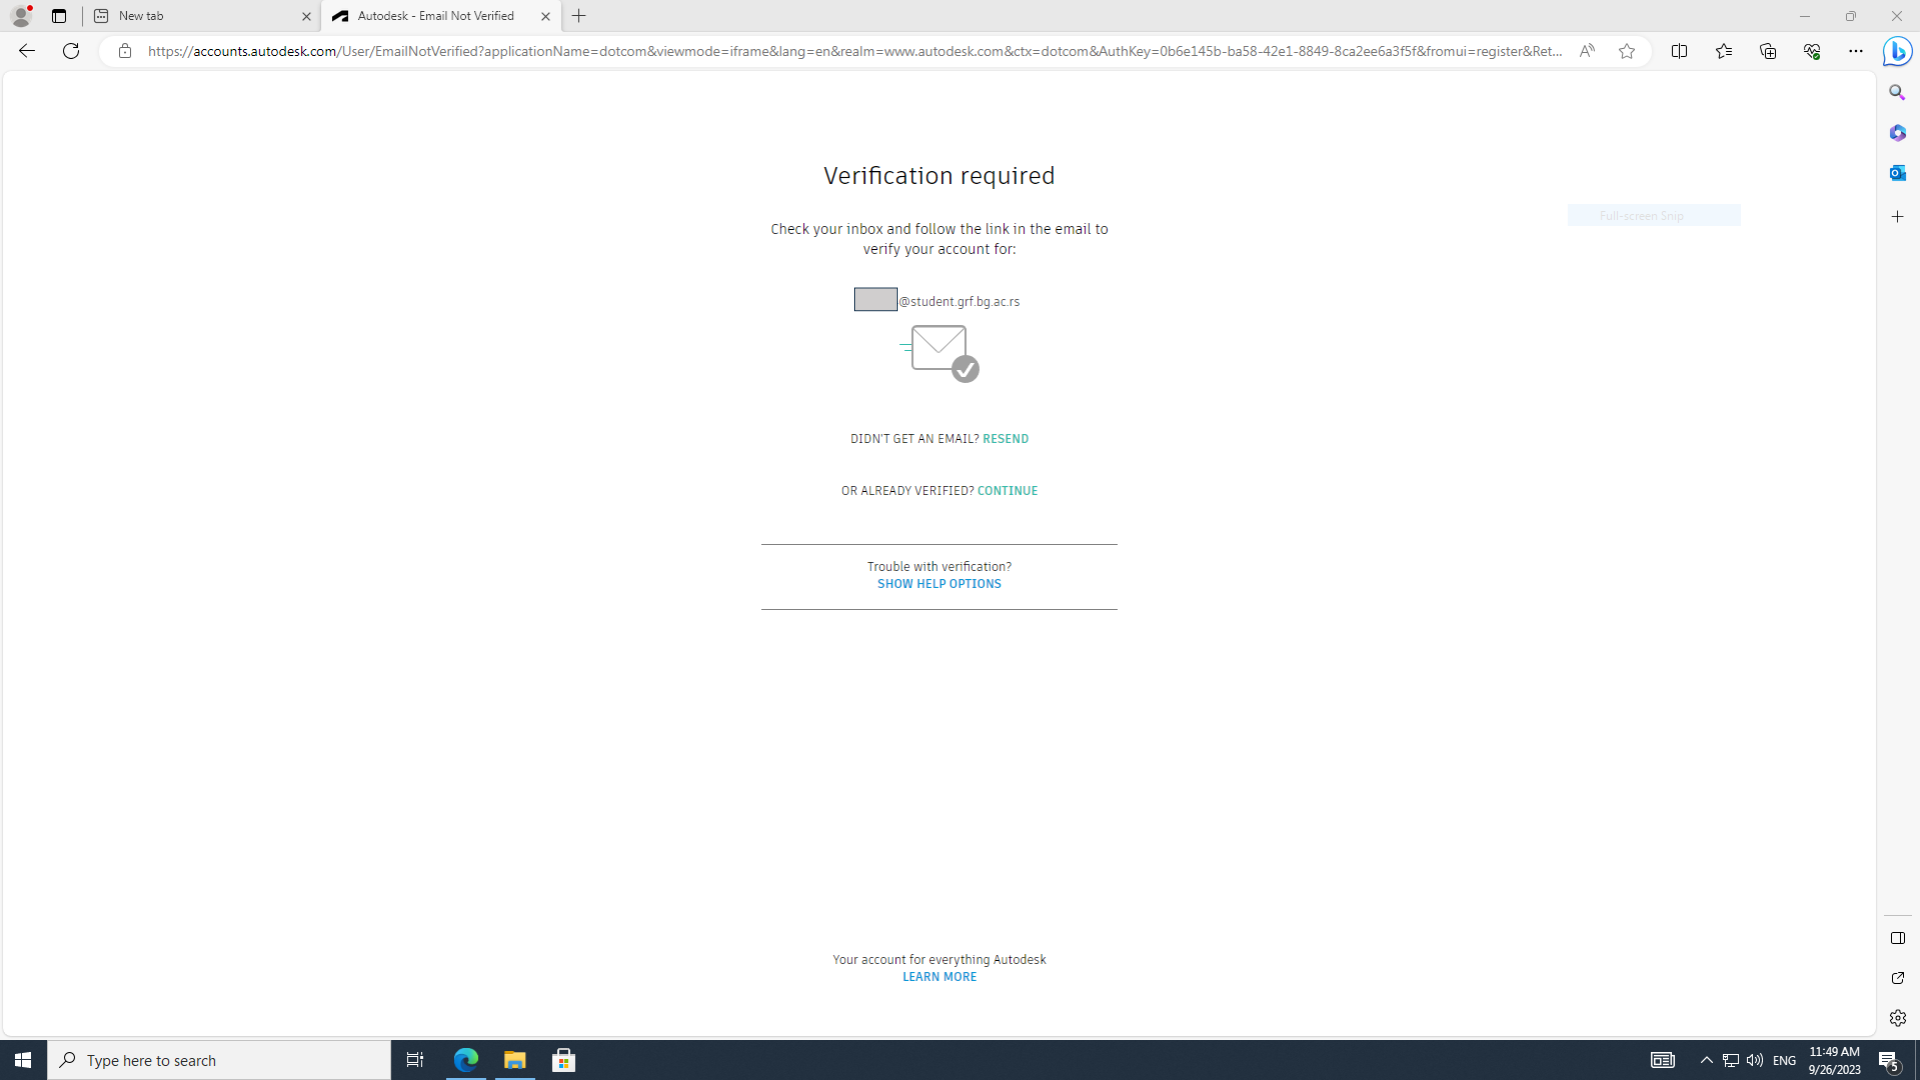 New tab
Autodesk - Email Not Verified
https://accounts.autodesk.com/User/EmailNotVerified?applicationName=dotcom&viewmode=iframe&lang=en&realm=www.autodesk.com&ctx=dotcom&AuthKey=0b6e145b-ba58-42e1-8849-8ca2ee6a3f5f&fromui=register&Ret...
Verification required
Full-screen Snip
Check your inbox and follow the link in the email to
verify your account for:
@student.grf.bg.ac.rs
DIDN'T GET AN EMAIL? RESEND
OR ALREADY VERIFIED? CONTINUE
Trouble with verification?
SHOW HELP OPTIONS
Your account for everything Autodesk
LEARN MORE
Type here to search
ENG
11:49 AM
9/26/2023
5